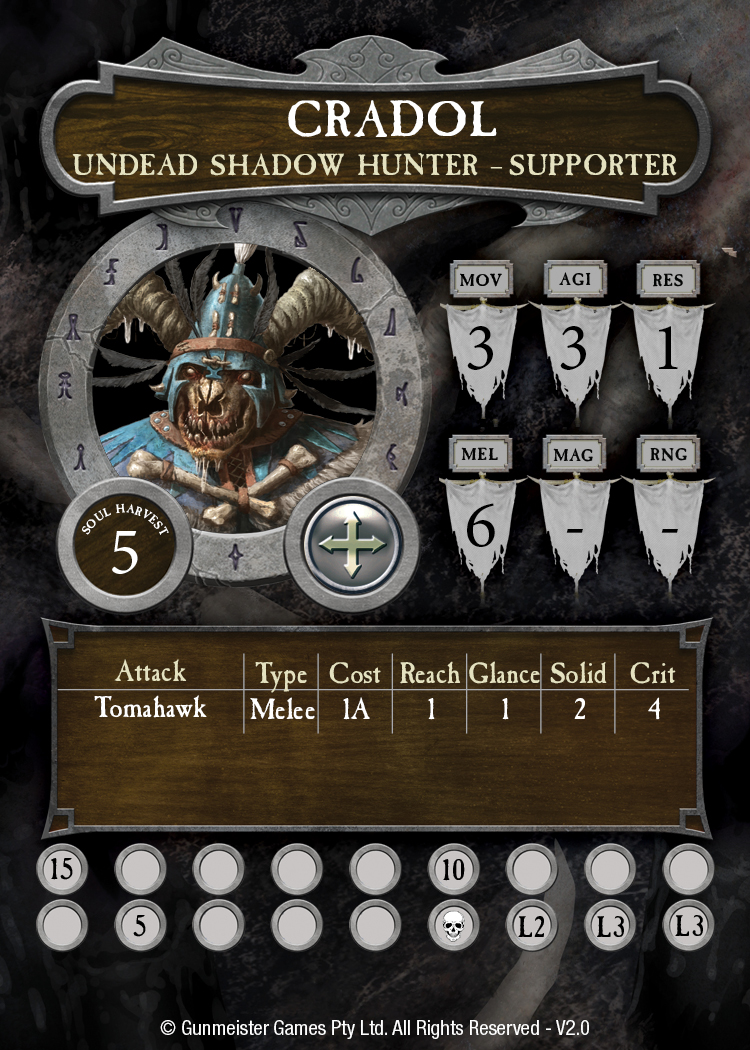 CRADOL
UNDEAD SHADOW HUNTER – SUPPORTER
MOV AGI RES
3 3 1
MEL MAG RNG
6 - -
SOUL HARVEST
5
Attack Type Cost Reach Glance Solid Crit
Tomahawk Melee 1A 1 1 2 4
15 10
5 L2 L3 L3
© Gunmeister Games Pty Ltd. All Rights Reserved - V2.0